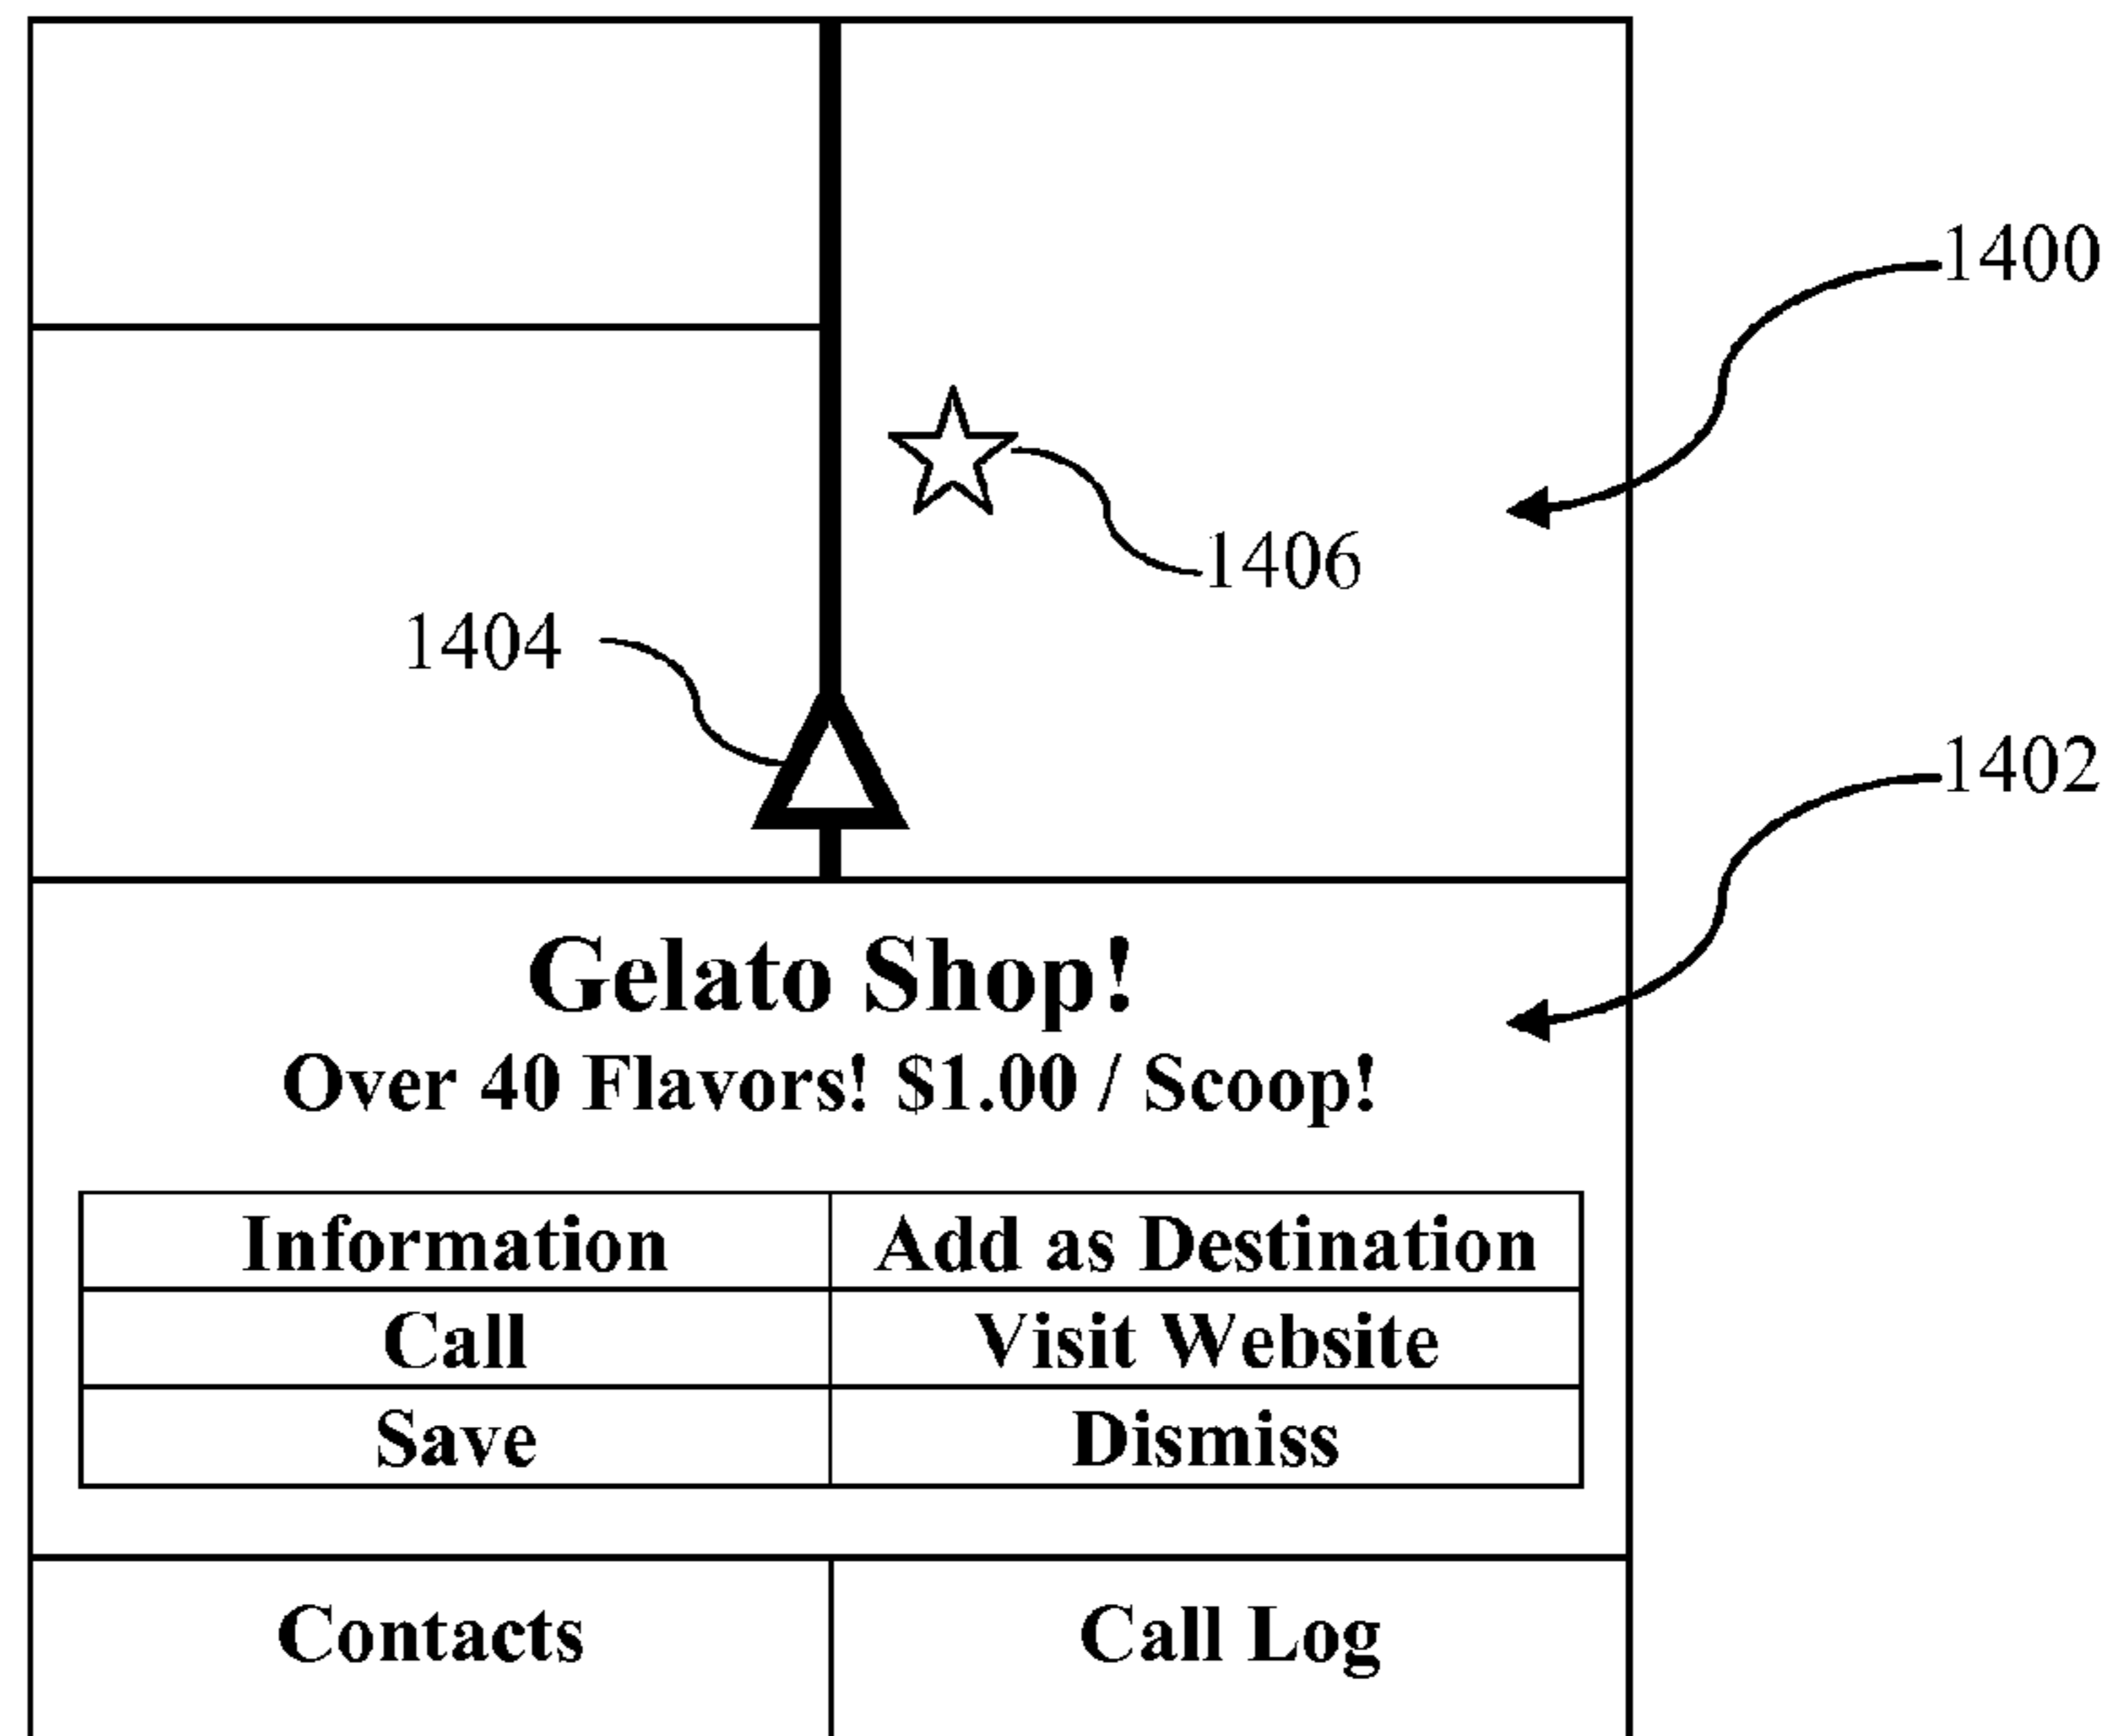 1400
1406
1404
1402
Gelato Shop!
Over 40 Flavors! $1.00 / Scoop!
Information Add as Destination
Call Visit Website
Save Dismiss
Contacts Call Log